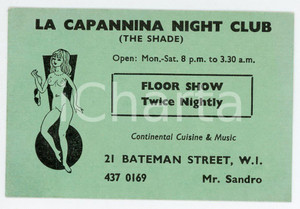 LA CAPANNINA NIGHT CLUB
(THE SHADE)
Open: Mon.-Sat. 8 p.m. to 3.30 a.m.
FLOOR SHOW
Twice Nightly
Continental Cuisine & Music
21 BATEMAN STREET, W.I.
437 0169 Mr. Sandro
Charta